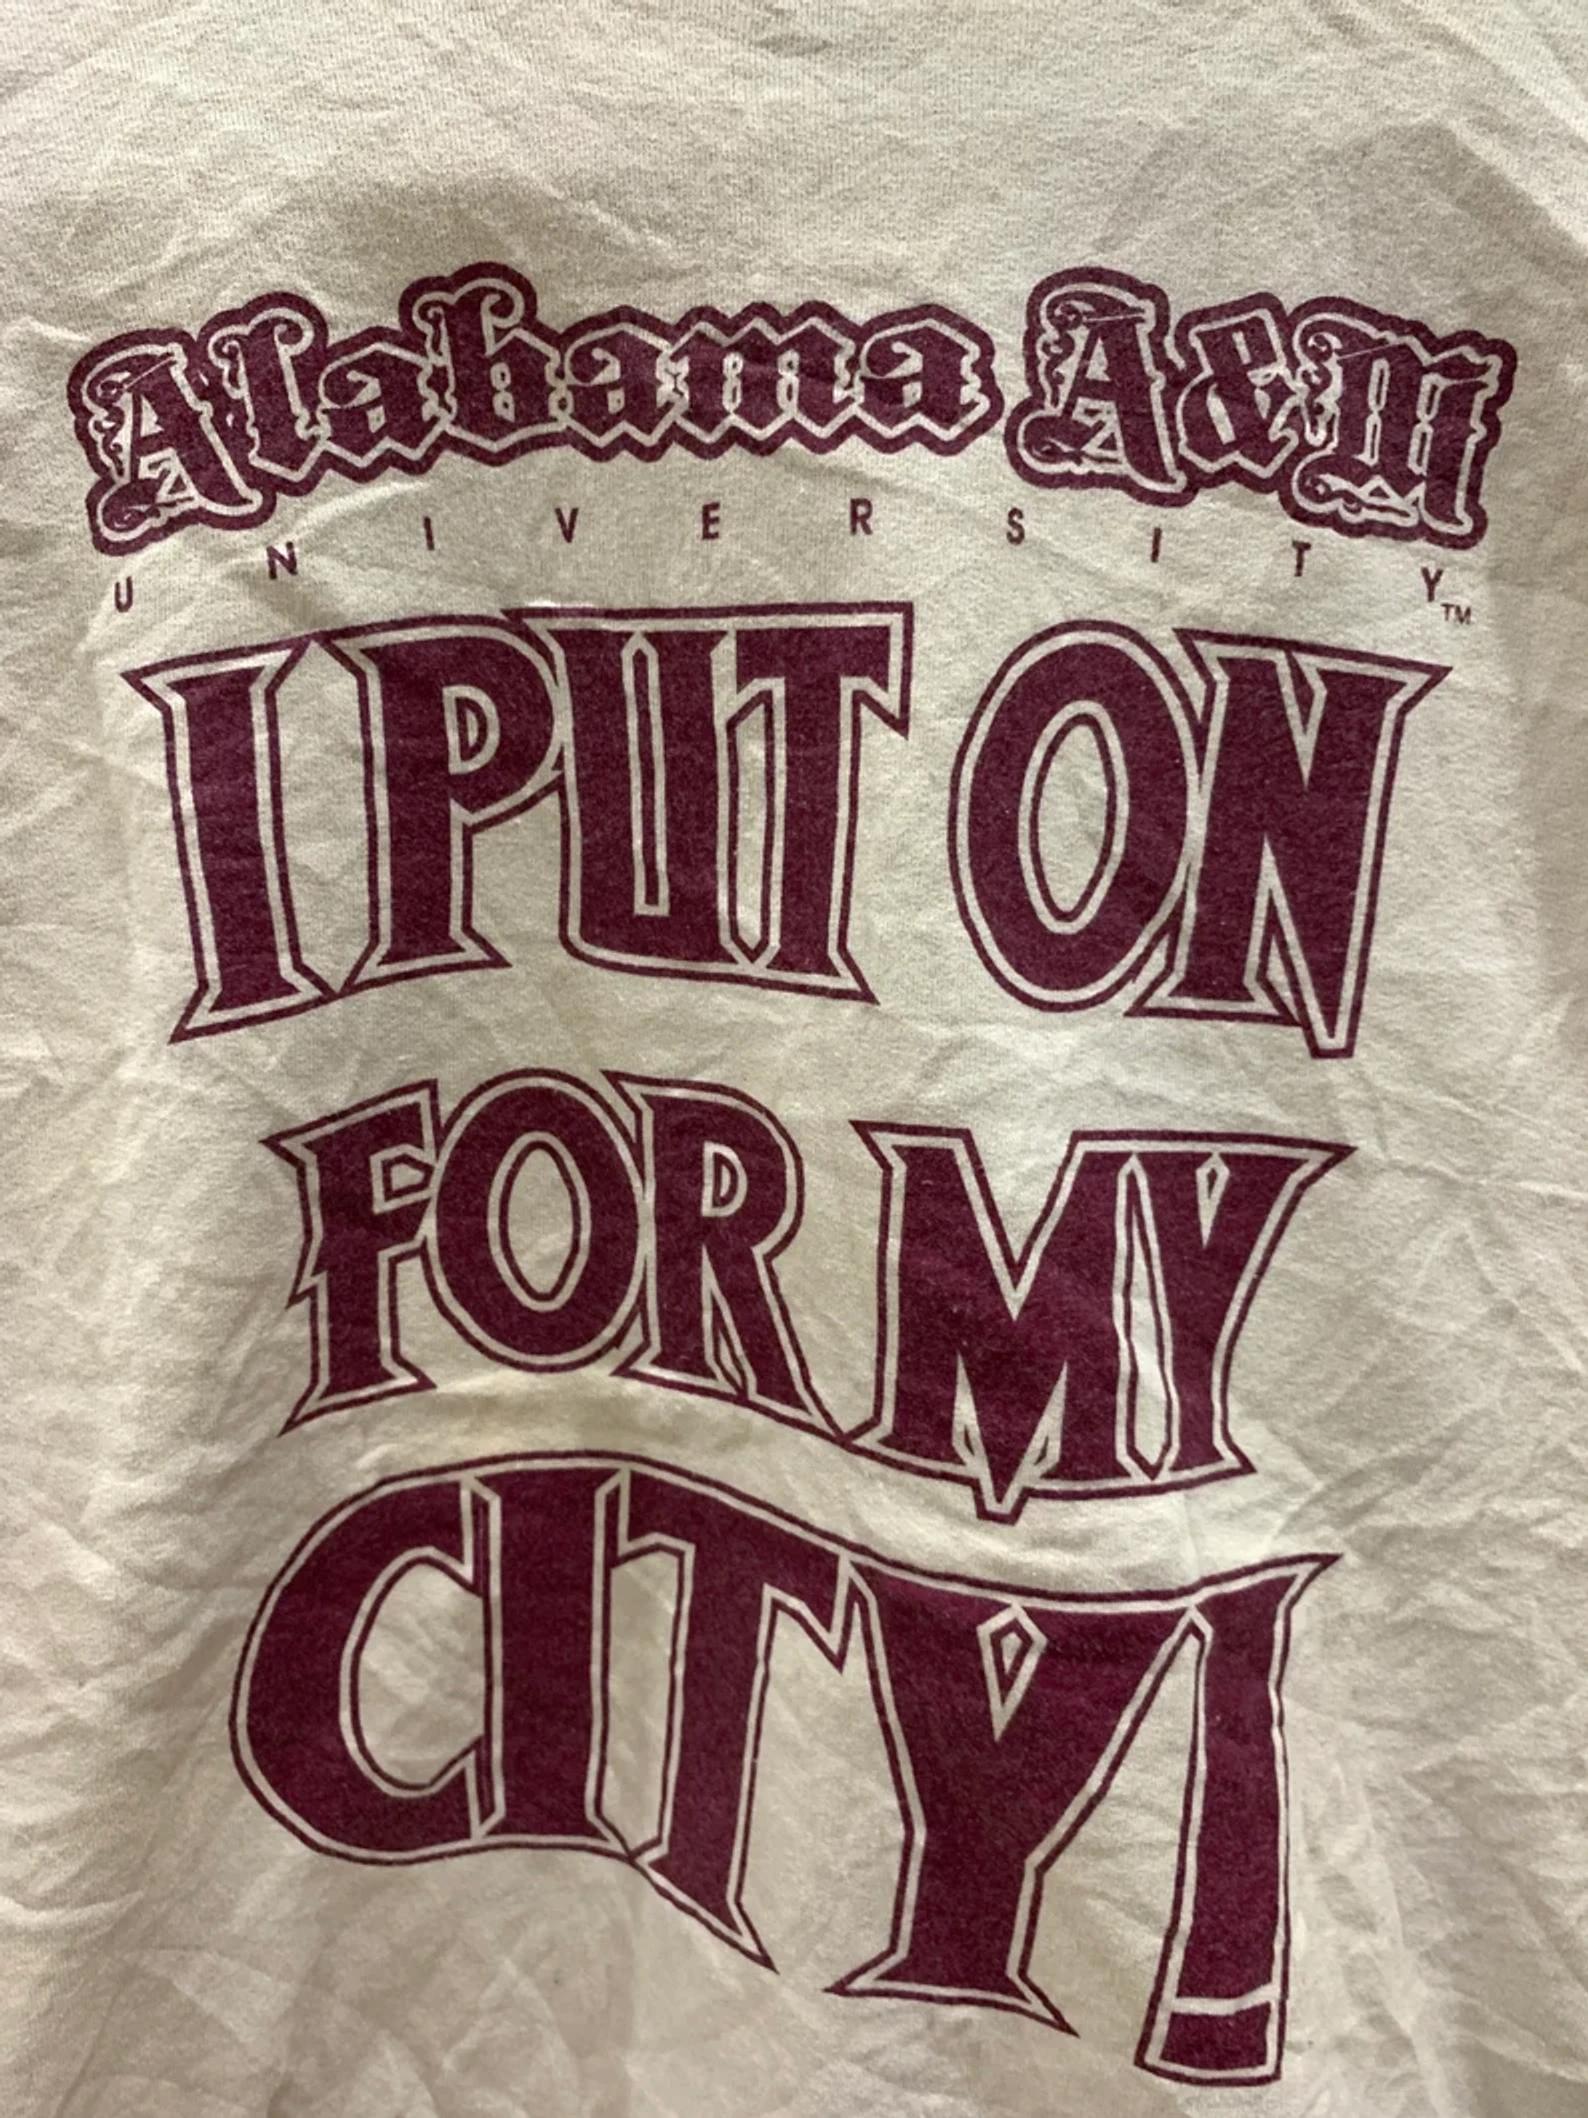 Alabama A&M
UNIVERSITY™
I PUT ON
FOR MY
CITY!